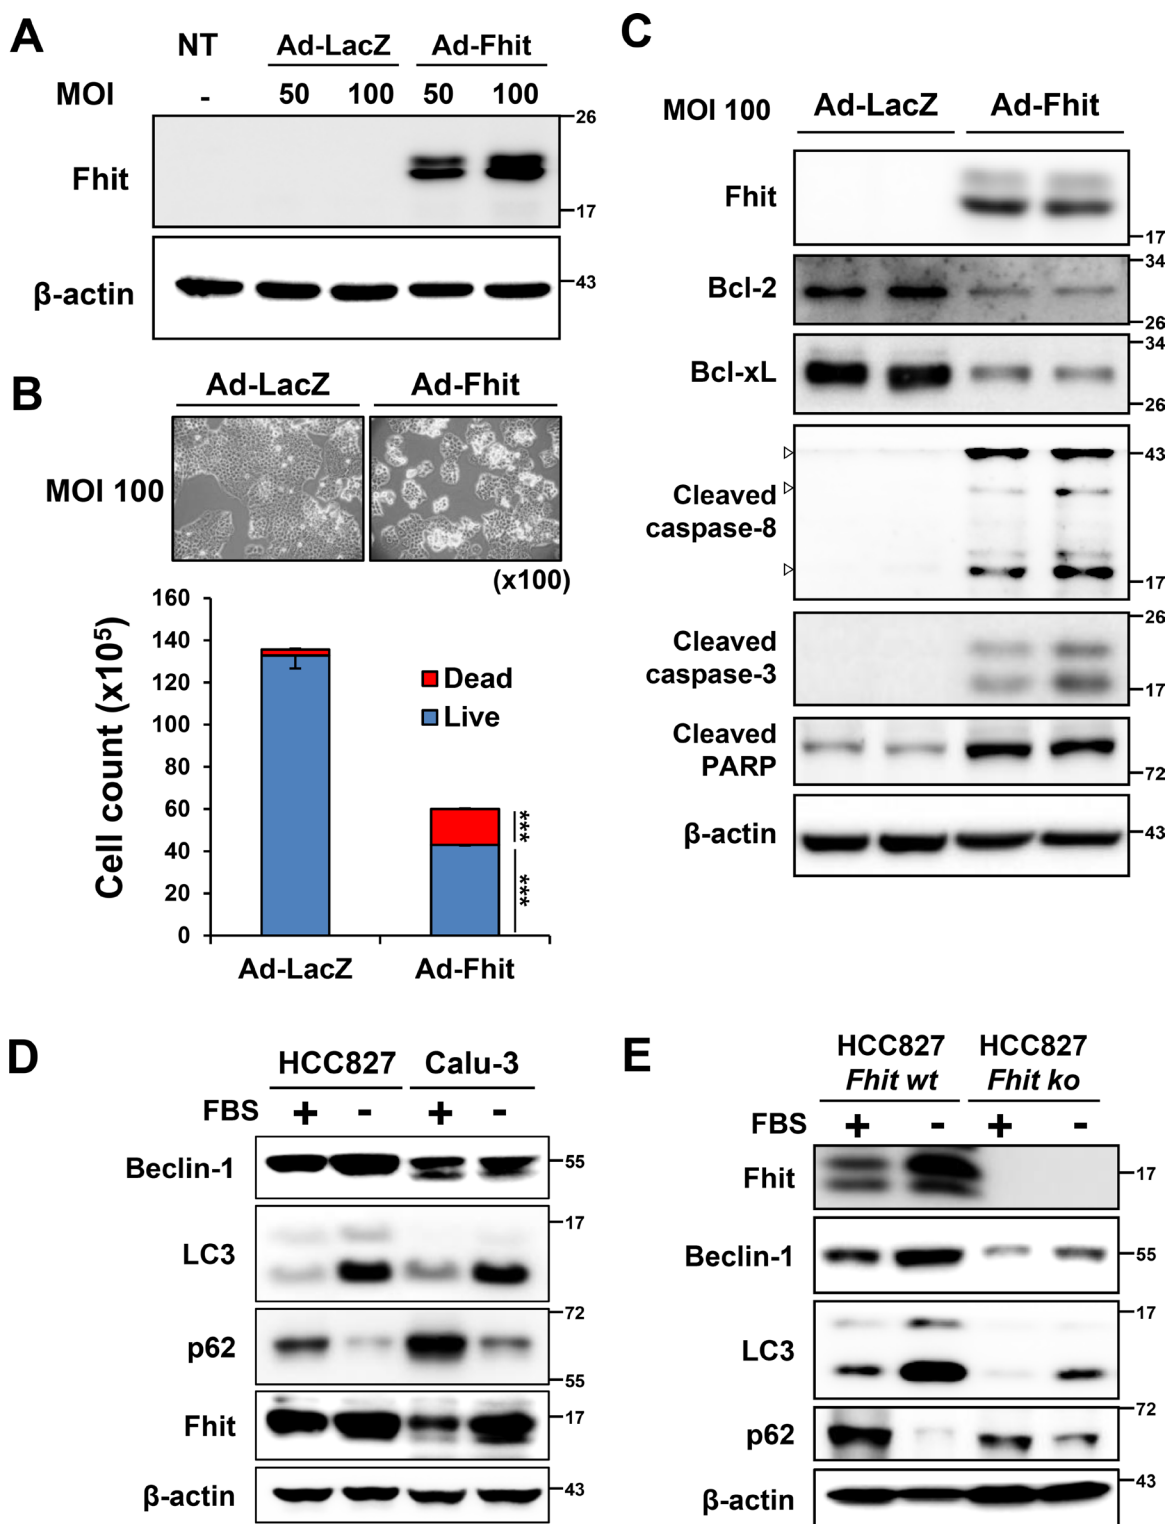 A
NT Ad-LacZ Ad-Fhit
MOI - 50 100 50 100
26
Fhit
17
β-actin
43
B
Ad-LacZ Ad-Fhit
MOI 100
(x100)
Cell count (x10⁵)
160
140
120
100
80
60
40
20
0
Dead
Live
***
***
Ad-LacZ Ad-Fhit
C
MOI 100 Ad-LacZ Ad-Fhit
Fhit
17
34
Bcl-2
26
34
Bcl-xL
26
43
Cleaved
caspase-8
17
26
Cleaved
caspase-3
17
Cleaved
PARP
72
β-actin
43
D
HCC827 Calu-3
FBS + - + -
Beclin-1
55
17
LC3
72
p62
55
Fhit
17
β-actin
43
E
HCC827 HCC827
Fhit wt Fhit ko
FBS + - + -
Fhit
17
Beclin-1
55
17
LC3
72
p62
43
β-actin